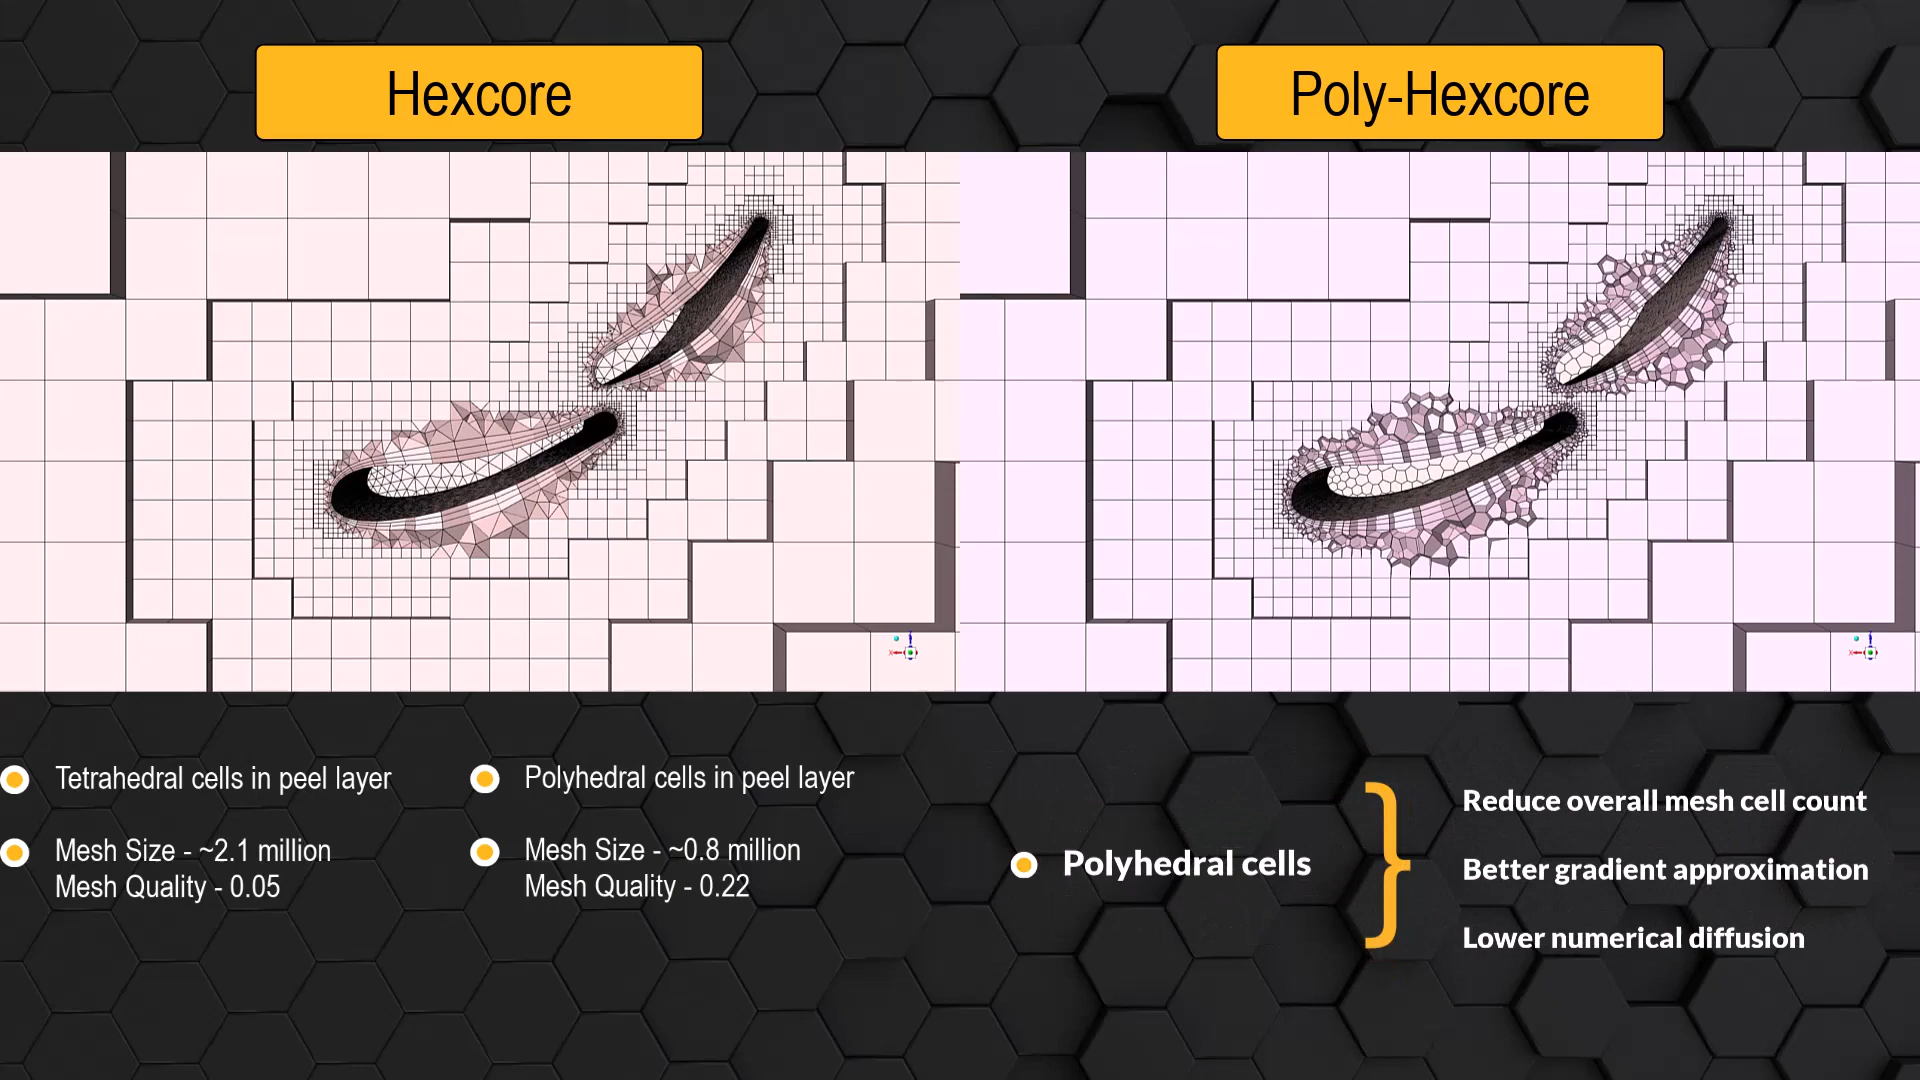 Hexcore
Poly-Hexcore
Tetrahedral cells in peel layer
Mesh Size - ~2.1 million
Mesh Quality - 0.05
Polyhedral cells in peel layer
Mesh Size - ~0.8 million
Mesh Quality - 0.22
Polyhedral cells
Reduce overall mesh cell count
Better gradient approximation
Lower numerical diffusion
X
X